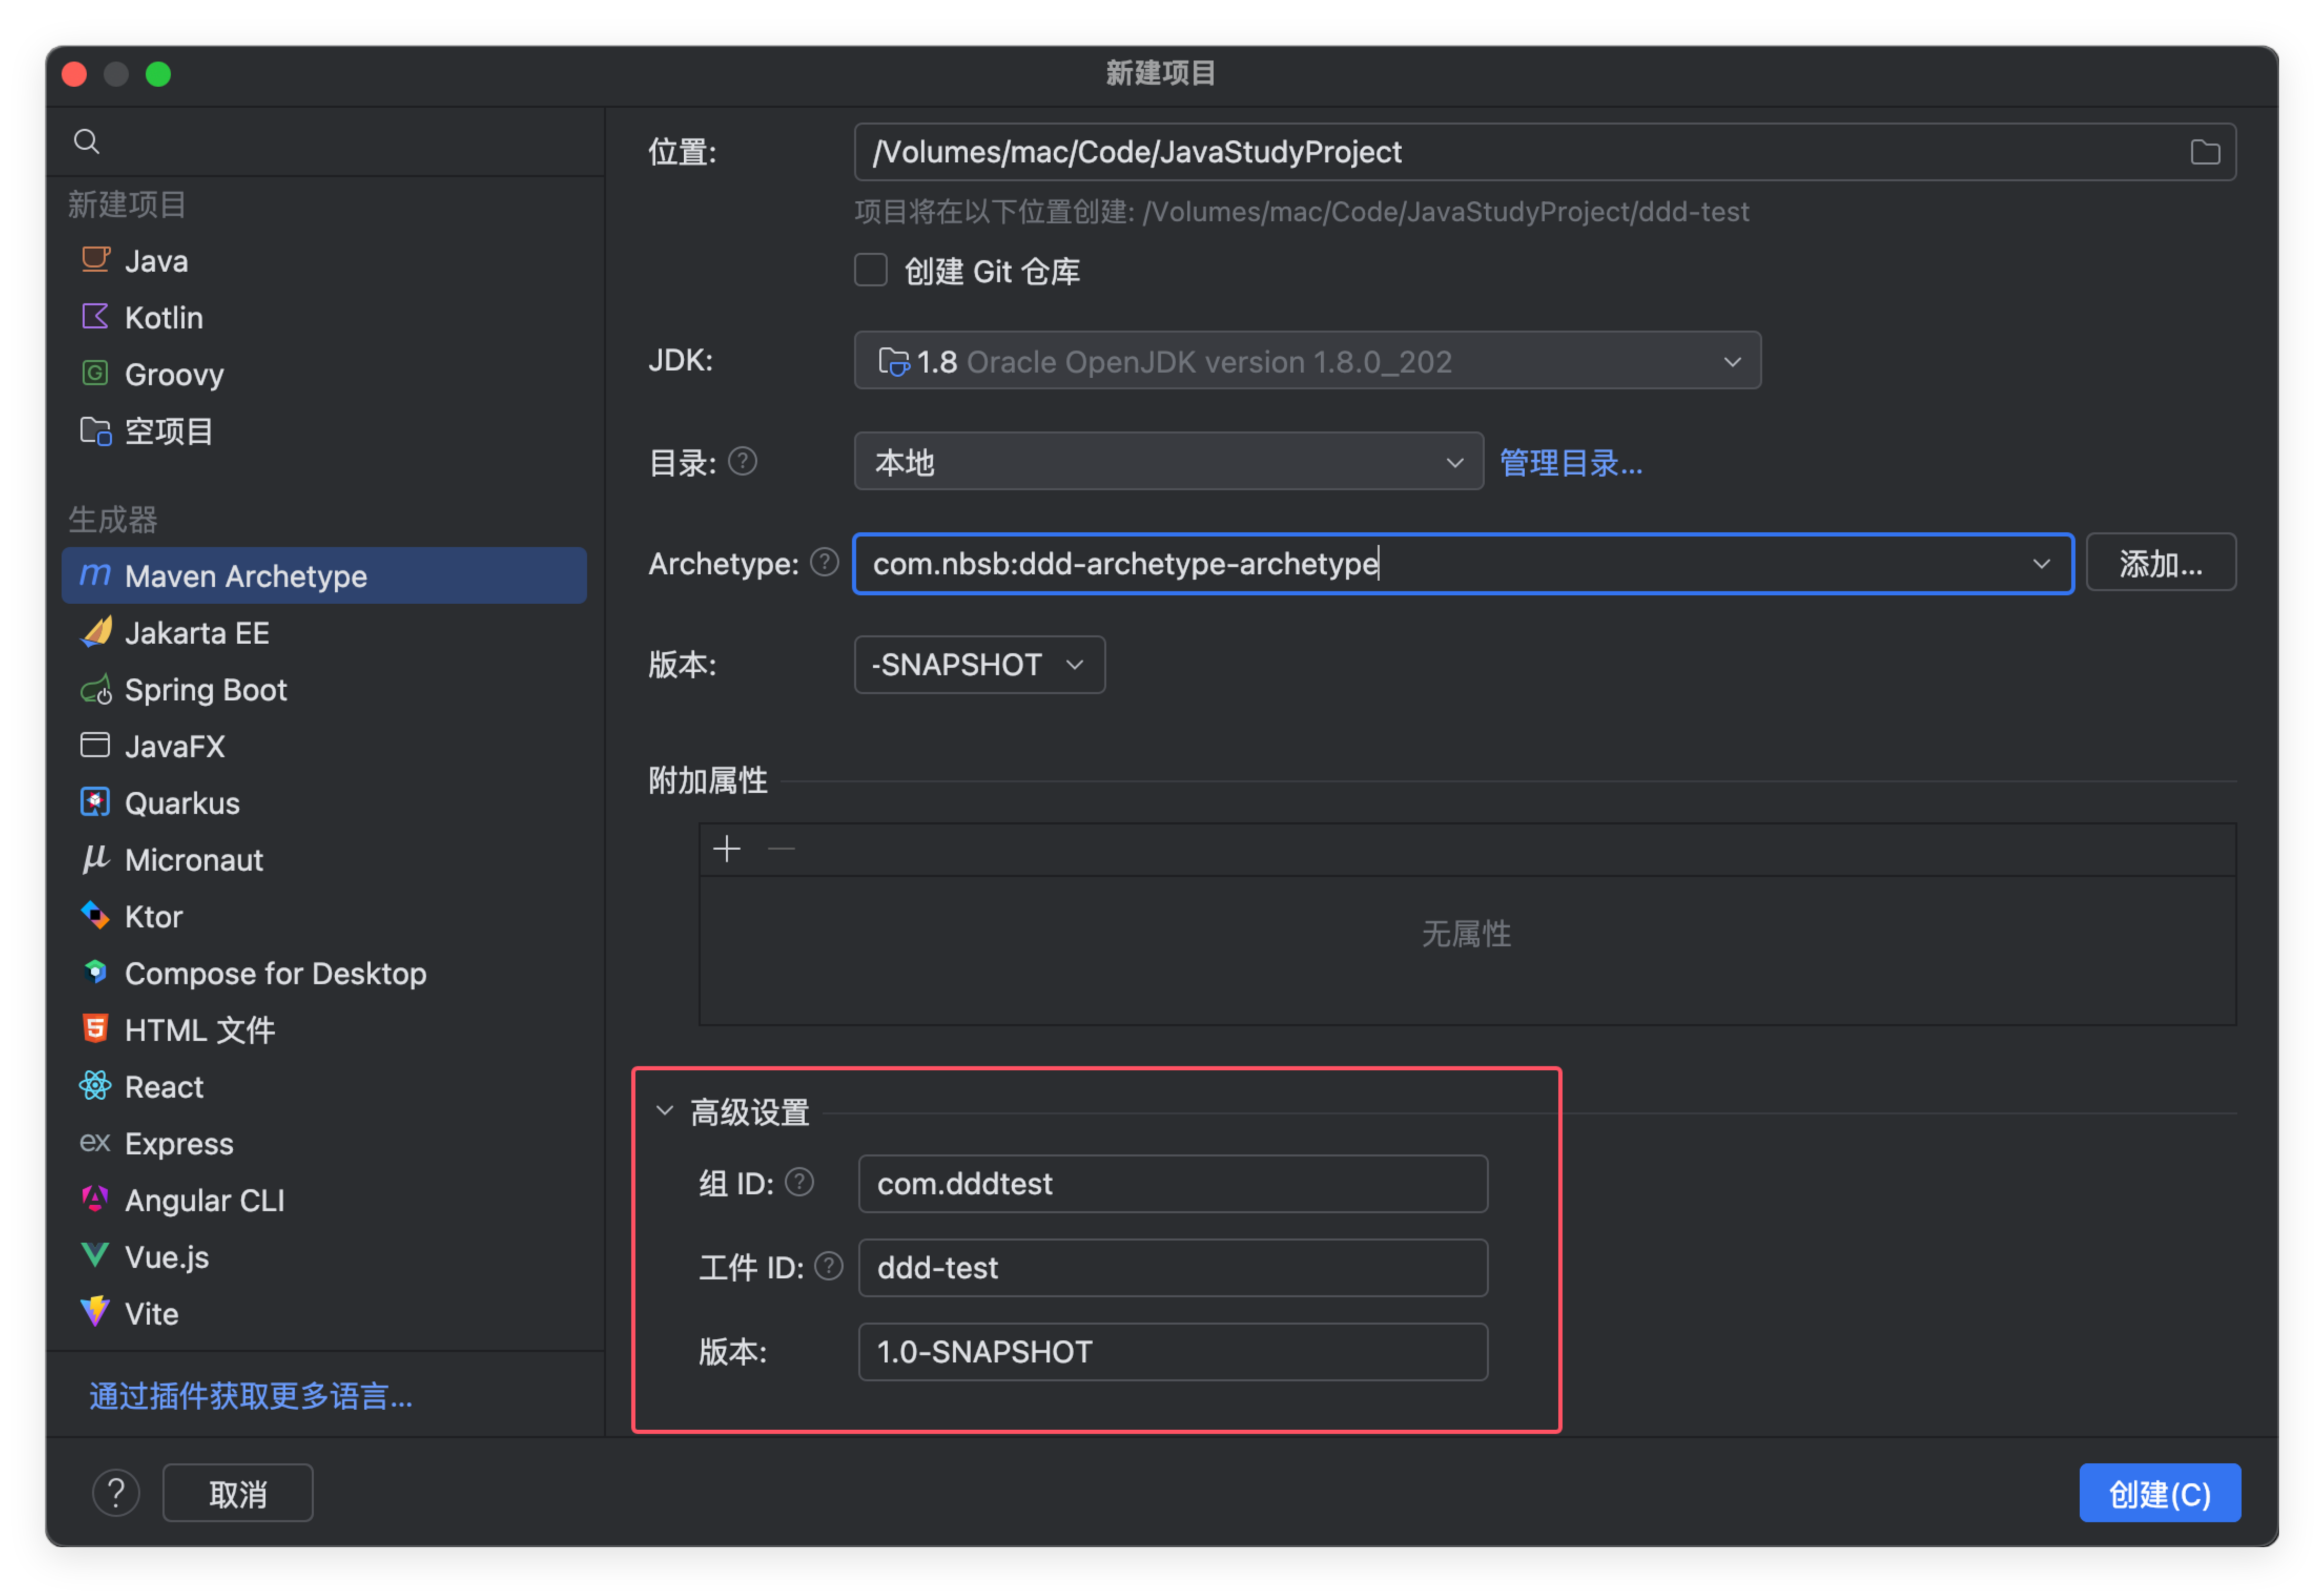 新建项目
新建项目
Java
Kotlin
G Groovy
空项目
生成器
m Maven Archetype
Jakarta EE
Spring Boot
JavaFX
Quarkus
μ Micronaut
Ktor
Compose for Desktop
5 HTML 文件
React
ex Express
Angular CLI
Vue.js
Vite
通过插件获取更多语言...
位置: /Volumes/mac/Code/JavaStudyProject
项目将在以下位置创建: /Volumes/mac/Code/JavaStudyProject/ddd-test
创建 Git 仓库
JDK: 1.8 Oracle OpenJDK version 1.8.0_202
目录: ? 本地 管理目录...
Archetype: ? com.nbsb:ddd-archetype-archetype 添加...
版本: -SNAPSHOT
附加属性
+ —
无属性
高级设置
组 ID: ? com.dddtest
工件 ID: ? ddd-test
版本: 1.0-SNAPSHOT
? 取消 创建(C)